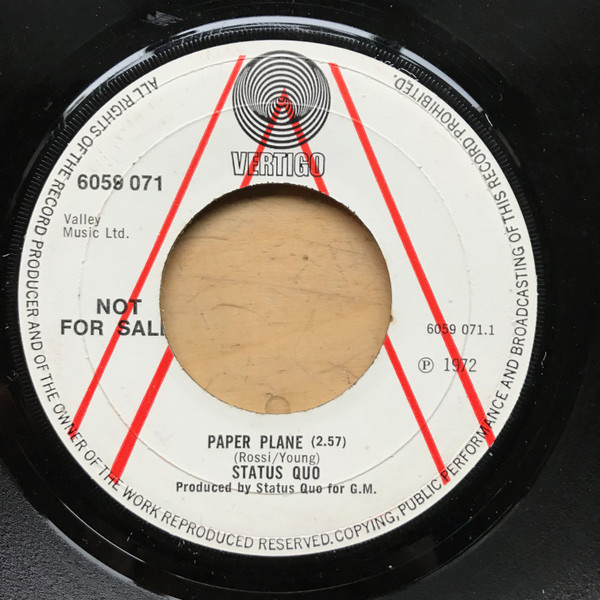 ALL RIGHTS OF THE RECORD PRODUCER AND OF THE OWNER OF THE WORK REPRODUCED RESERVED. COPYING, PUBLIC PERFORMANCE AND BROADCASTING OF THIS RECORD PROHIBITED.
VERTIGO
6059 071
Valley
Music Ltd.
NOT
FOR SAL
6059 071.1
℗ 1972
PAPER PLANE (2.57)
(Rossi/Young)
STATUS QUO
Produced by Status Quo for G.M.